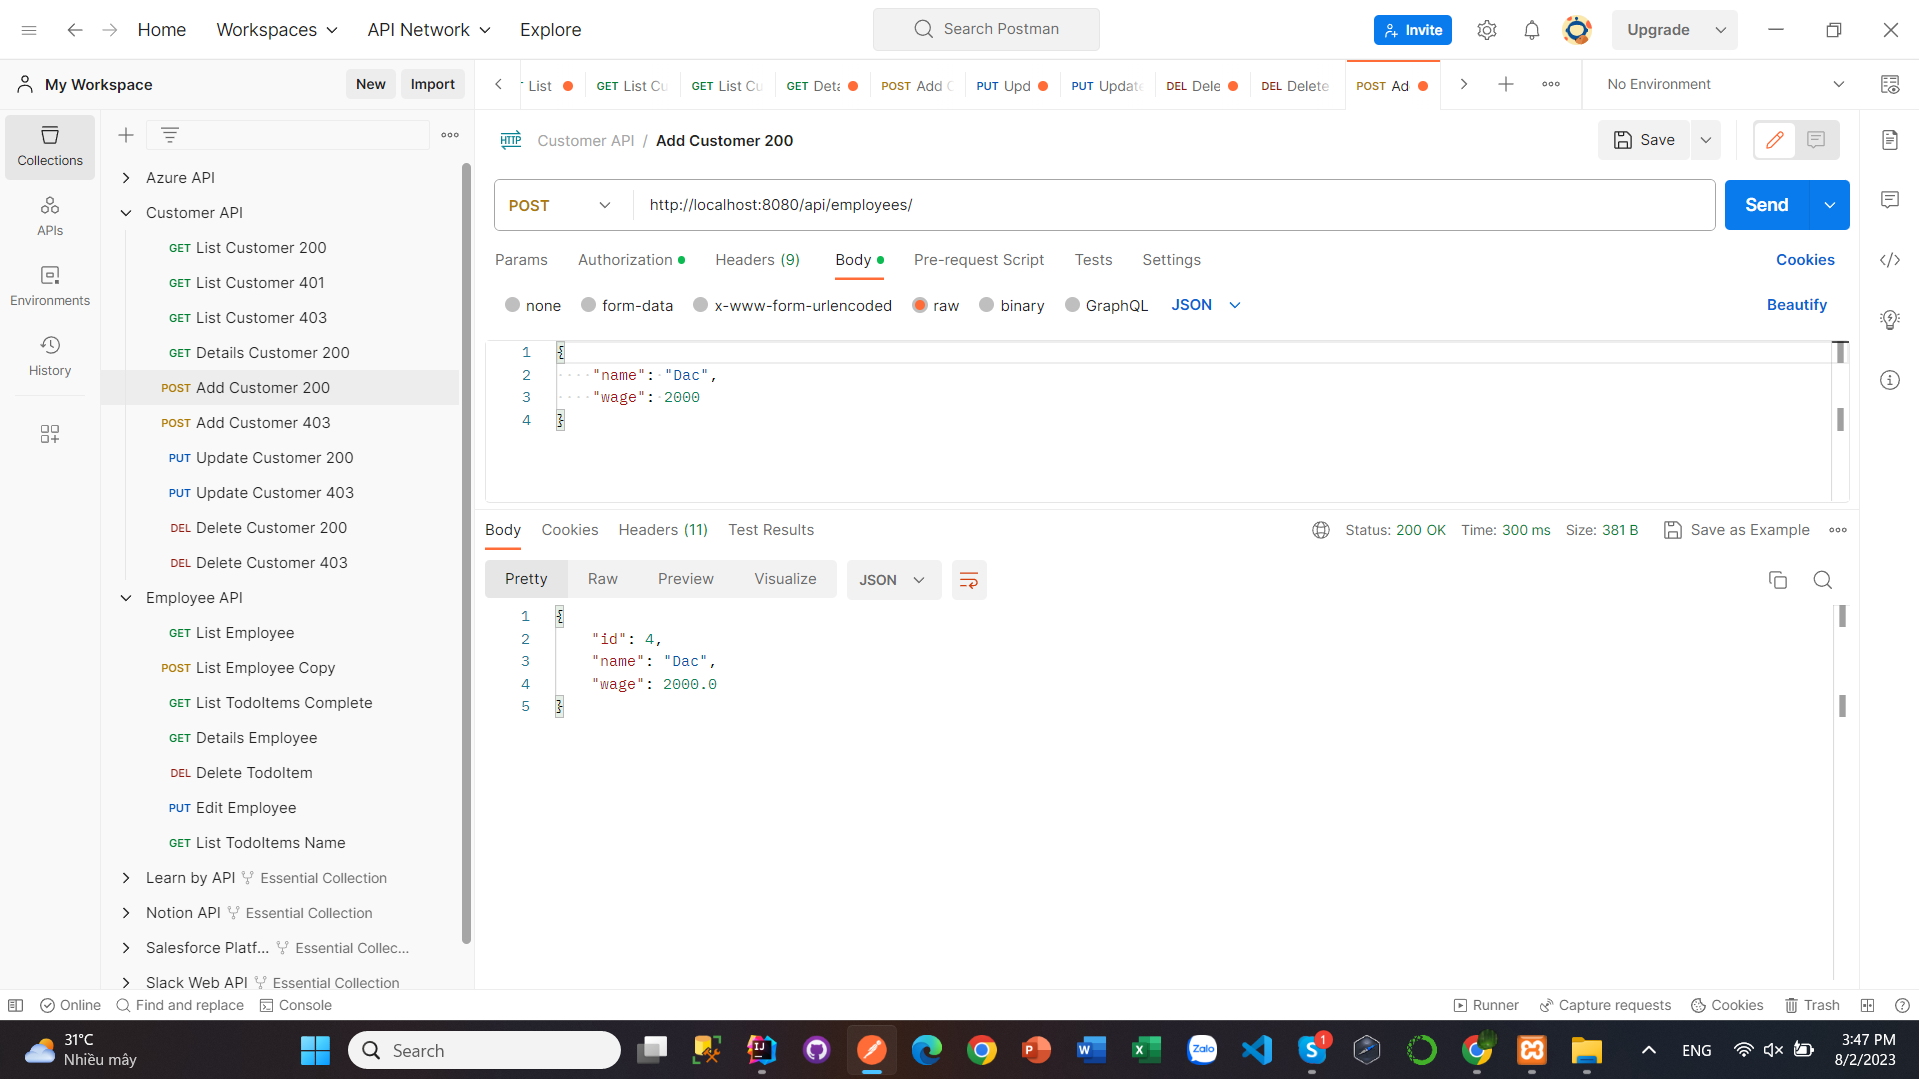 Home Workspaces API Network Explore Search Postman Invite Upgrade
My Workspace New Import
List GET List Cu GET List Cu GET Deta POST Add C PUT Upd PUT Update DEL Dele DEL Delete POST Ad No Environment
Collections
APIs
Environments
History
Azure API
Customer API
GET List Customer 200
GET List Customer 401
GET List Customer 403
GET Details Customer 200
POST Add Customer 200
POST Add Customer 403
PUT Update Customer 200
PUT Update Customer 403
DEL Delete Customer 200
DEL Delete Customer 403
Employee API
GET List Employee
POST List Employee Copy
GET List TodoItems Complete
GET Details Employee
DEL Delete TodoItem
PUT Edit Employee
GET List TodoItems Name
Learn by API Essential Collection
Notion API Essential Collection
Salesforce Platf... Essential Collec...
Slack Web API Essential Collection
HTTP Customer API / Add Customer 200 Save
POST http://localhost:8080/api/employees/ Send
Params Authorization Headers (9) Body Pre-request Script Tests Settings Cookies
none form-data x-www-form-urlencoded raw binary GraphQL JSON Beautify
1 {
2 "name": "Dac",
3 "wage": 2000
4 }
Body Cookies Headers (11) Test Results Status: 200 OK Time: 300 ms Size: 381 B Save as Example
Pretty Raw Preview Visualize JSON
1 {
2 "id": 4,
3 "name": "Dac",
4 "wage": 2000.0
5 }
Online Find and replace Console Runner Capture requests Cookies Trash
31°C
Nhiều mây
Search
Zalo
1
ENG
3:47 PM
8/2/2023